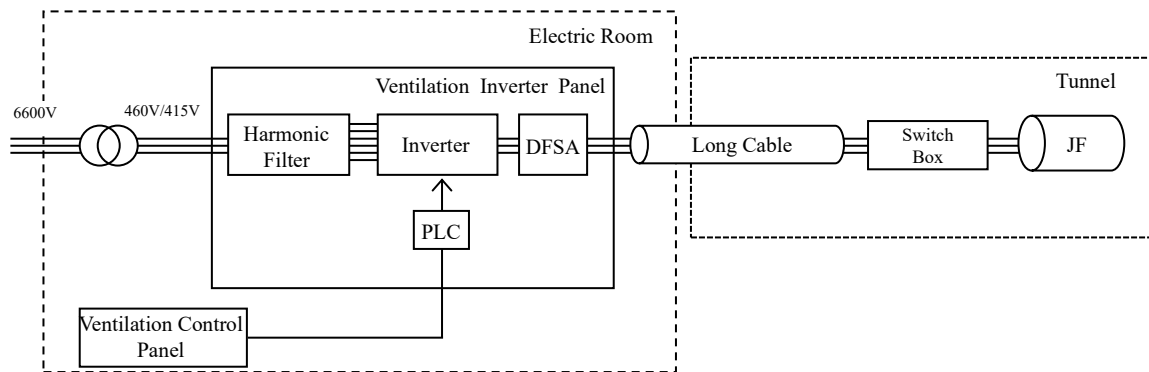 Electric Room
Ventilation Inverter Panel
Tunnel
6600V
460V/415V
Harmonic
Filter
Inverter
DFSA
Long Cable
Switch
Box
JF
PLC
Ventilation Control
Panel